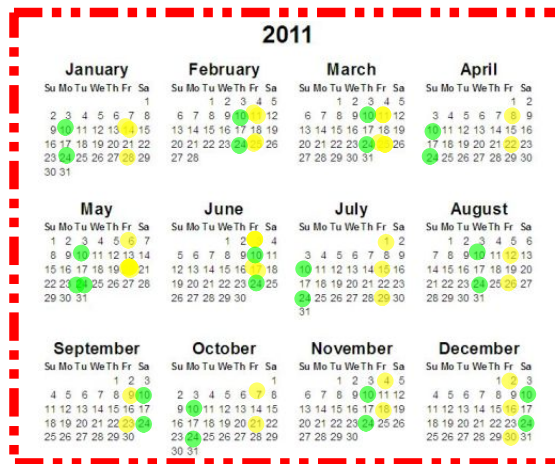 2011
January
Su Mo Tu We Th Fr Sa
1
2 3 4 5 6 7 8
9 10 11 12 13 14 15
16 17 18 19 20 21 22
23 24 25 26 27 28 29
30 31
February
Su Mo Tu We Th Fr Sa
1 2 3 4 5
6 7 8 9 10 11 12
13 14 15 16 17 18 19
20 21 22 23 24 25 26
27 28
March
Su Mo Tu We Th Fr Sa
1 2 3 4 5
6 7 8 9 10 11 12
13 14 15 16 17 18 19
20 21 22 23 24 25 26
27 28 29 30 31
April
Su Mo Tu We Th Fr Sa
1 2
3 4 5 6 7 8 9
10 11 12 13 14 15 16
17 18 19 20 21 22 23
24 25 26 27 28 29 30
May
Su Mo Tu We Th Fr Sa
1 2 3 4 5 6 7
8 9 10 11 12 13 14
15 16 17 18 19 21
22 23 24 25 26 27 28
29 30 31
June
Su Mo Tu We Th Fr Sa
1 2 4
5 6 7 8 9 10 11
12 13 14 15 16 17 18
19 20 21 22 23 24 25
26 27 28 29 30
July
Su Mo Tu We Th Fr Sa
1 2
3 4 5 6 7 8 9
10 11 12 13 14 15 16
17 18 19 20 21 22 23
24 25 26 27 28 29 30
31
August
Su Mo Tu We Th Fr Sa
1 2 3 4 5 6
7 8 9 10 11 12 13
14 15 16 17 18 19 20
21 22 23 24 25 26 27
28 29 30 31
September
Su Mo Tu We Th Fr Sa
1 2 3
4 5 6 7 8 9 10
11 12 13 14 15 16 17
18 19 20 21 22 23 24
25 26 27 28 29 30
October
Su Mo Tu We Th Fr Sa
1
2 3 4 5 6 7 8
9 10 11 12 13 14 15
16 17 18 19 20 21 22
23 24 25 26 27 28 29
30 31
November
Su Mo Tu We Th Fr Sa
1 2 3 4 5
6 7 8 9 10 11 12
13 14 15 16 17 18 19
20 21 22 23 24 25 26
27 28 29 30
December
Su Mo Tu We Th Fr Sa
1 2 3
4 5 6 7 8 9 10
11 12 13 14 15 16 17
18 19 20 21 22 23 24
25 26 27 28 29 30 31